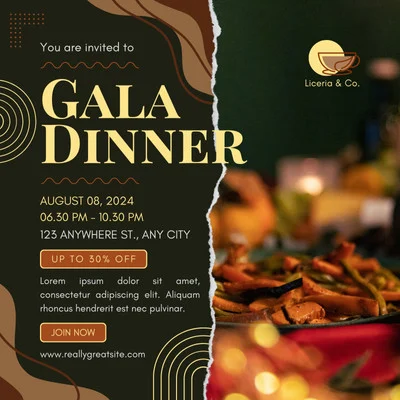 You are invited to
GALA
DINNER
Liceria & Co.
AUGUST 08, 2024
06.30 PM - 10.30 PM
123 ANYWHERE ST., ANY CITY
UP TO 30% OFF
Lorem ipsum dolor sit amet,
consectetur adipiscing elit. Aliquam
rhoncus hendrerit nec pulvinar.
JOIN NOW
www.reallygreatsite.com